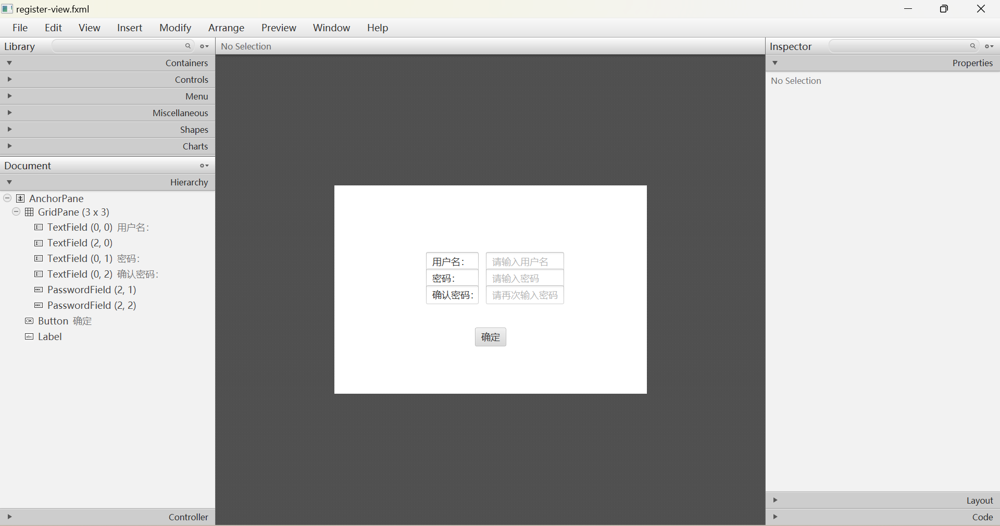 register-view.fxml
File Edit View Insert Modify Arrange Preview Window Help
Library
Containers
Controls
Menu
Miscellaneous
Shapes
Charts
Document
Hierarchy
AnchorPane
GridPane (3 x 3)
TextField (0, 0) 用户名：
TextField (2, 0)
TextField (0, 1) 密码：
TextField (0, 2) 确认密码：
PasswordField (2, 1)
PasswordField (2, 2)
OK Button 确定
abc Label
Controller
No Selection
用户名： 请输入用户名
密码： 请输入密码
确认密码： 请再次输入密码
确定
Inspector
Properties
No Selection
Layout
Code